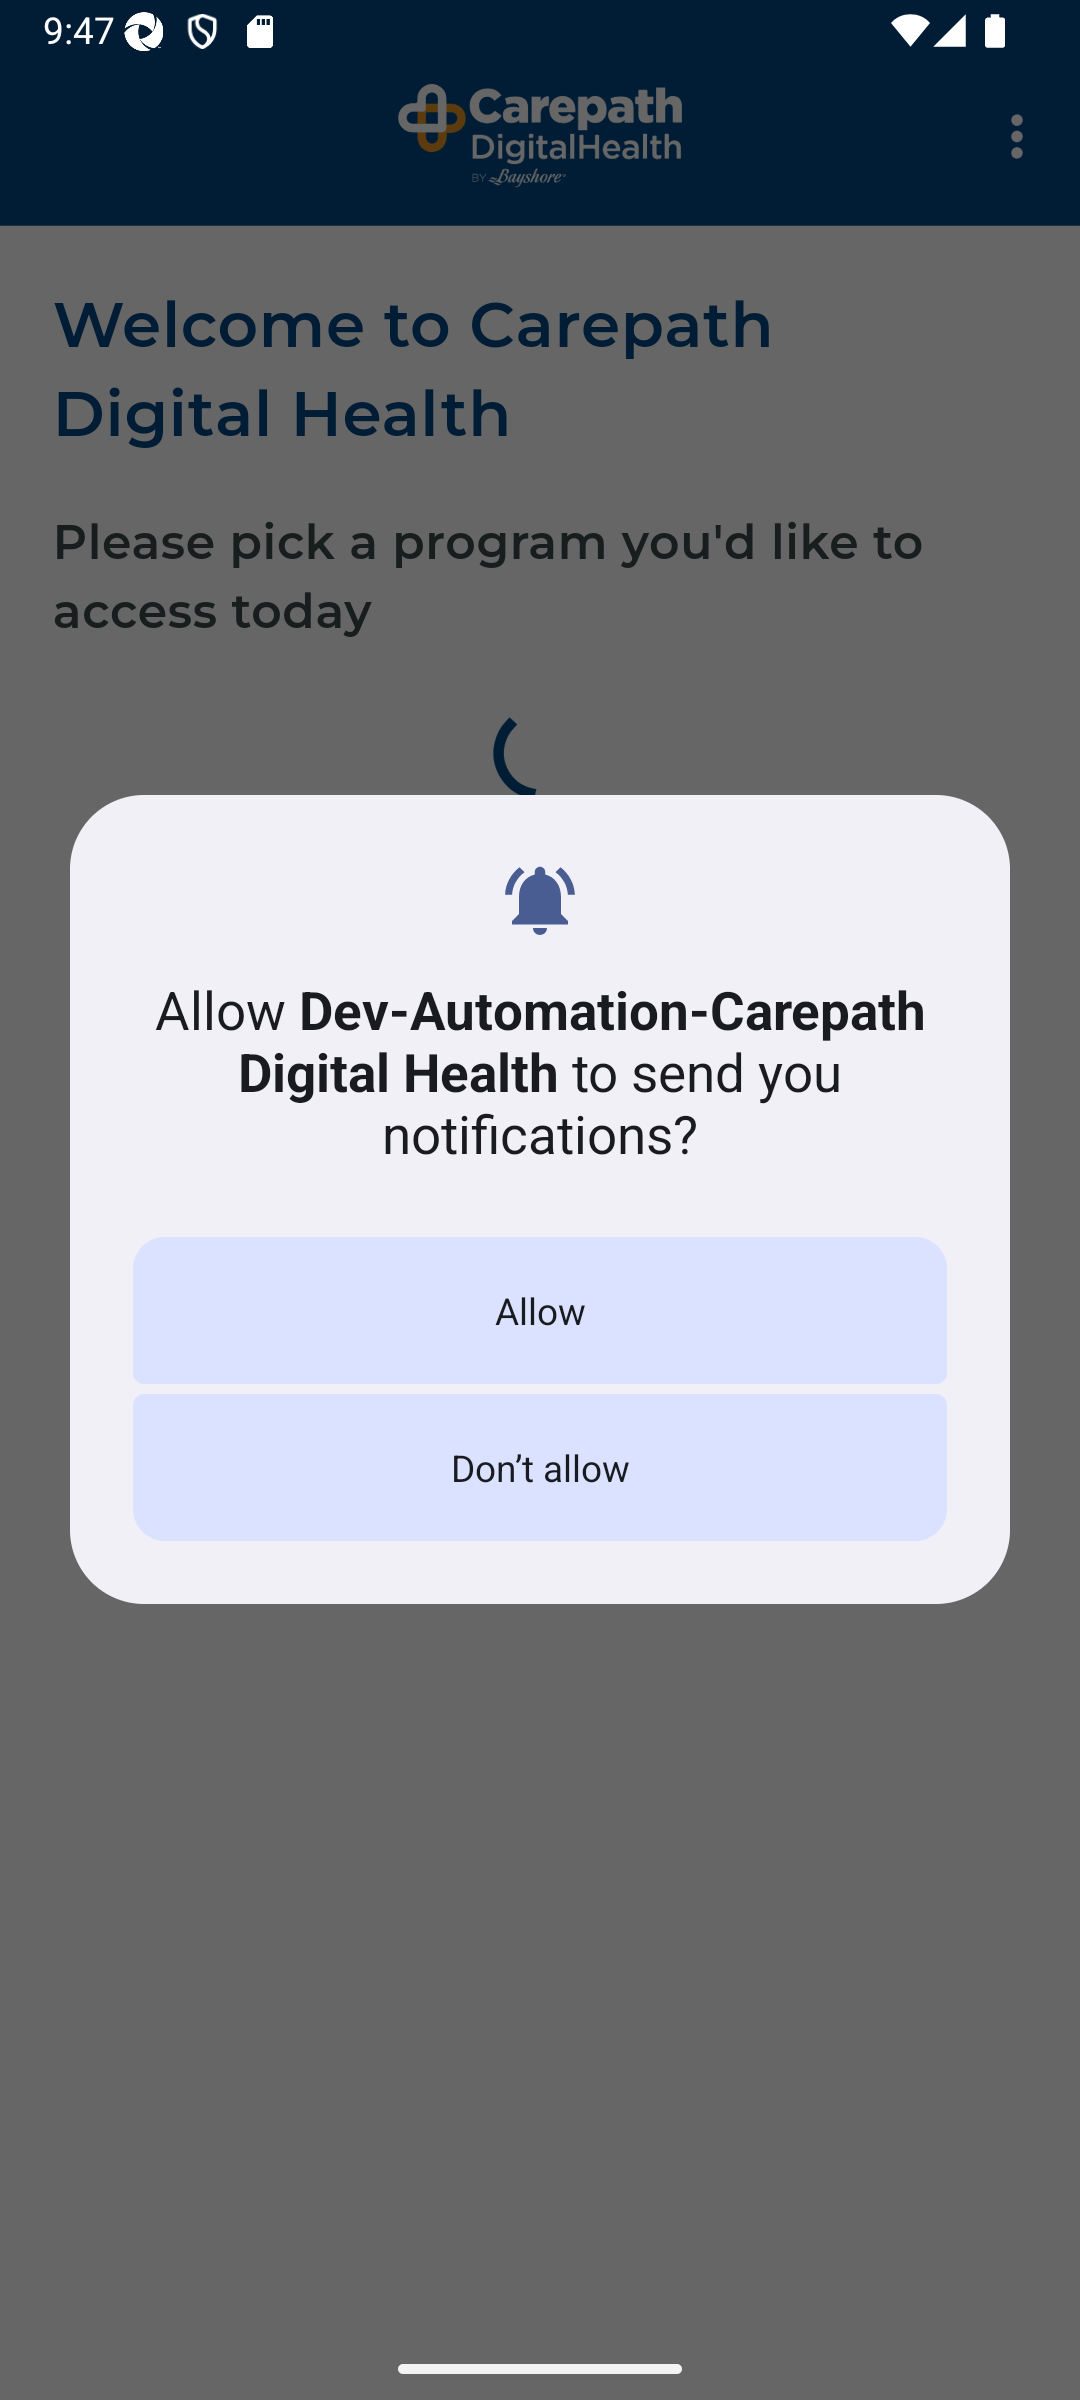 9:47
Carepath
DigitalHealth
BY Bayshore
Welcome to Carepath
Digital Health
Please pick a program you'd like to
access today
Allow Dev-Automation-Carepath
Digital Health to send you
notifications?
Allow
Don’t allow